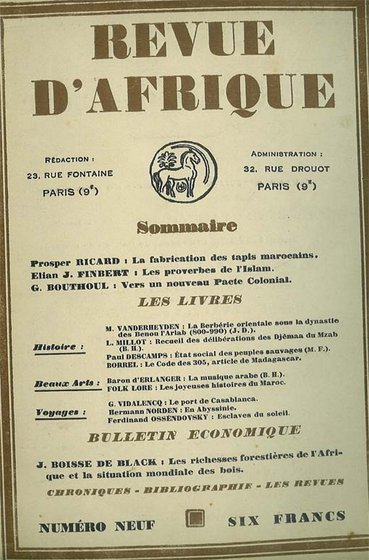 REVUE
D'AFRIQUE
RÉDACTION :
23, RUE FONTAINE
PARIS (9e)
ADMINISTRATION :
32, RUE DROUOT
PARIS (9e)
Sommaire
Prosper RICARD : La fabrication des tapis marocains.
Elian J. FINBERT : Les proverbes de l'Islam.
G. BOUTHOUL : Vers un nouveau Pacte Colonial.
LES LIVRES
Histoire :
M. VANDERHEYDEN : La Berbérie orientale sous la dynastie
des Benou l'Arlab (800-990) (J. D.).
L. MILLOT : Recueil des délibérations des Djémaa du Mzab
(B. H.).
Paul DESCAMPS : État social des peuples sauvages (M. F.).
BORREL : Le Code des 305, article de Madagascar.
Beaux Arts :
Baron d'ERLANGER : La musique arabe (B. H.).
FOLK LORE : Les joyeuses histoires du Maroc.
Voyages :
G. VIDALENCQ : Le port de Casablanca.
Hermann NORDEN : En Abyssinie.
Ferdinand OSSENDOVSKY : Esclaves du soleil.
BULLETIN ECONOMIQUE
J. BOISSE DE BLACK : Les richesses forestières de l'Afri-
que et la situation mondiale des bois.
CHRONIQUES - BIBLIOGRAPHIE - LES REVUES
NUMÉRO NEUF
SIX FRANCS